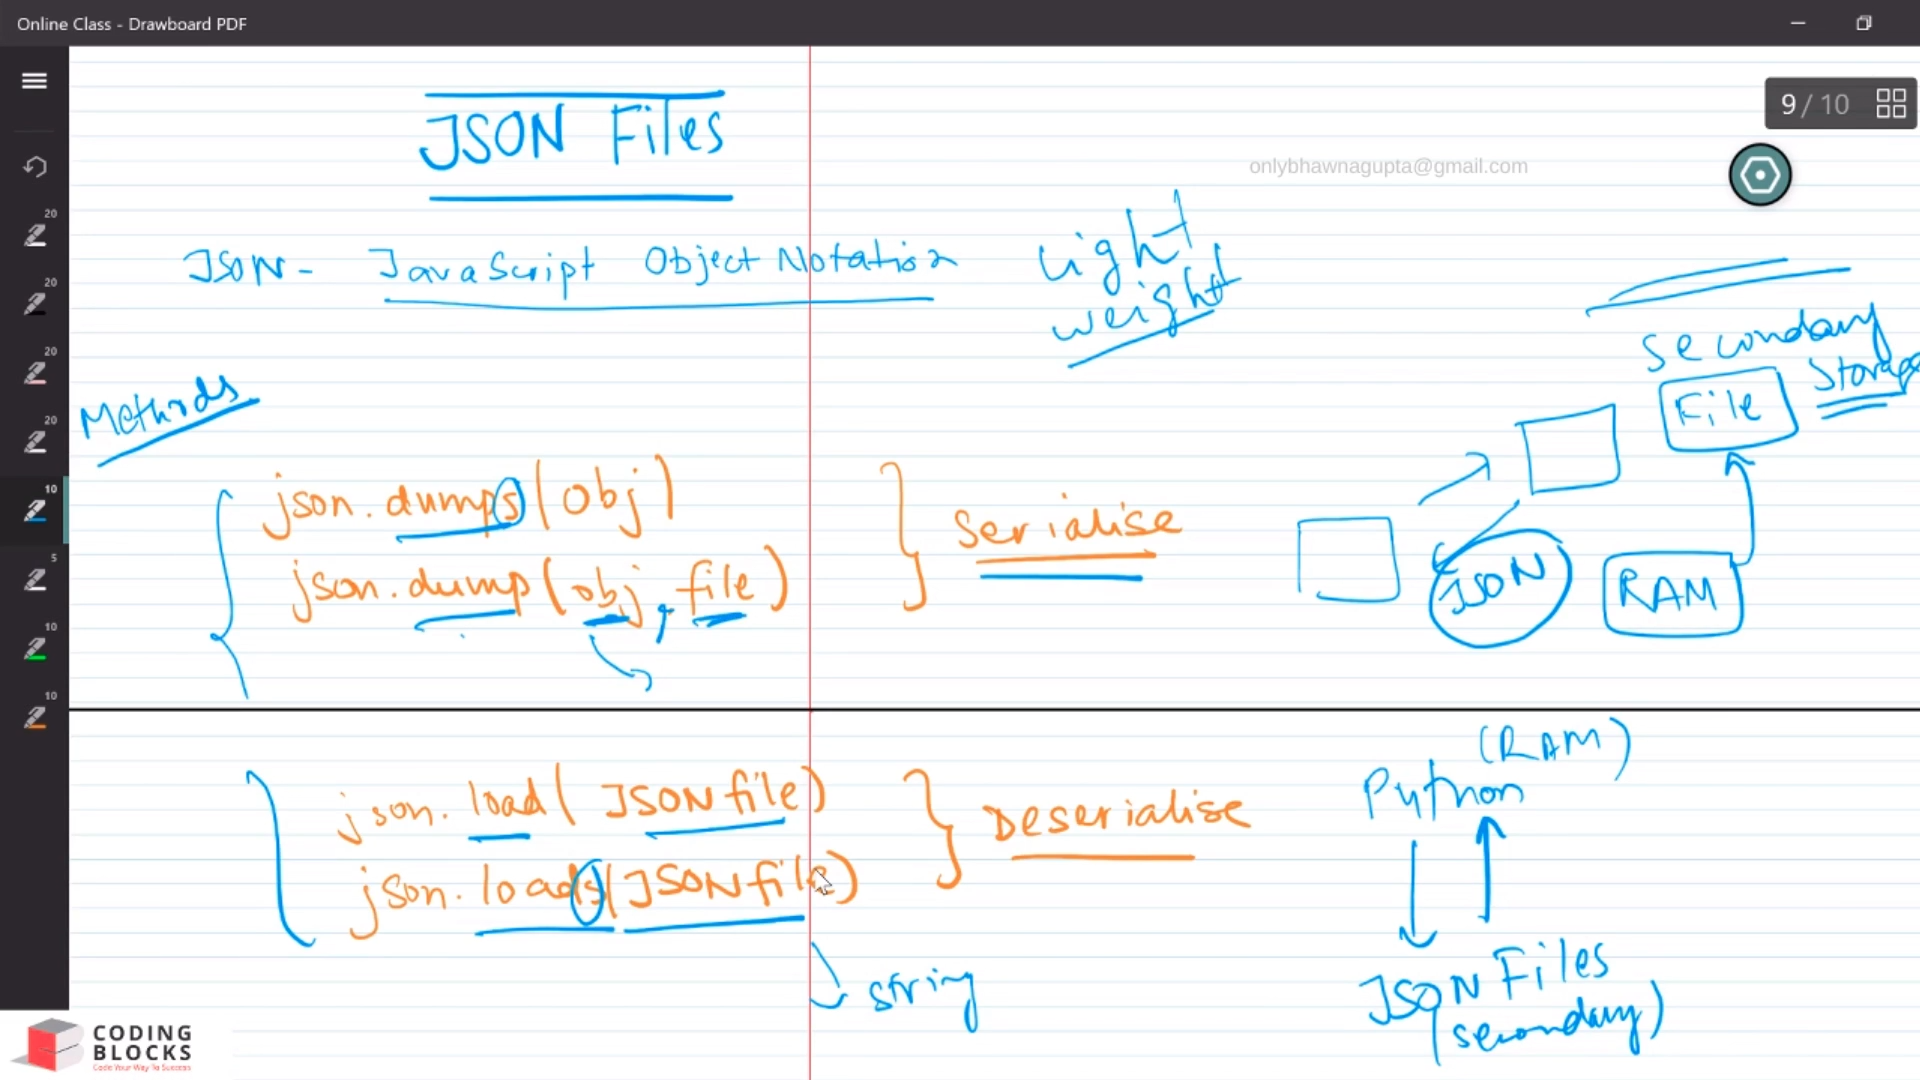 Online Class - Drawboard PDF
9 / 10
JSON Files
onlybhawnagupta@gmail.com
JSON - JavaScript Object Notation
Light
weight
Secondary
Storage
File
Methods
json.dumps(obj)
json.dump(obj, file)
Serialise
JSON
RAM
20
20
20
20
10
5
10
10
json.load(JSON file)
json.loads(JSON file)
Deserialise
string
(RAM)
Python
JSON Files
(secondary)
CODING
BLOCKS
Code Your Way To Success